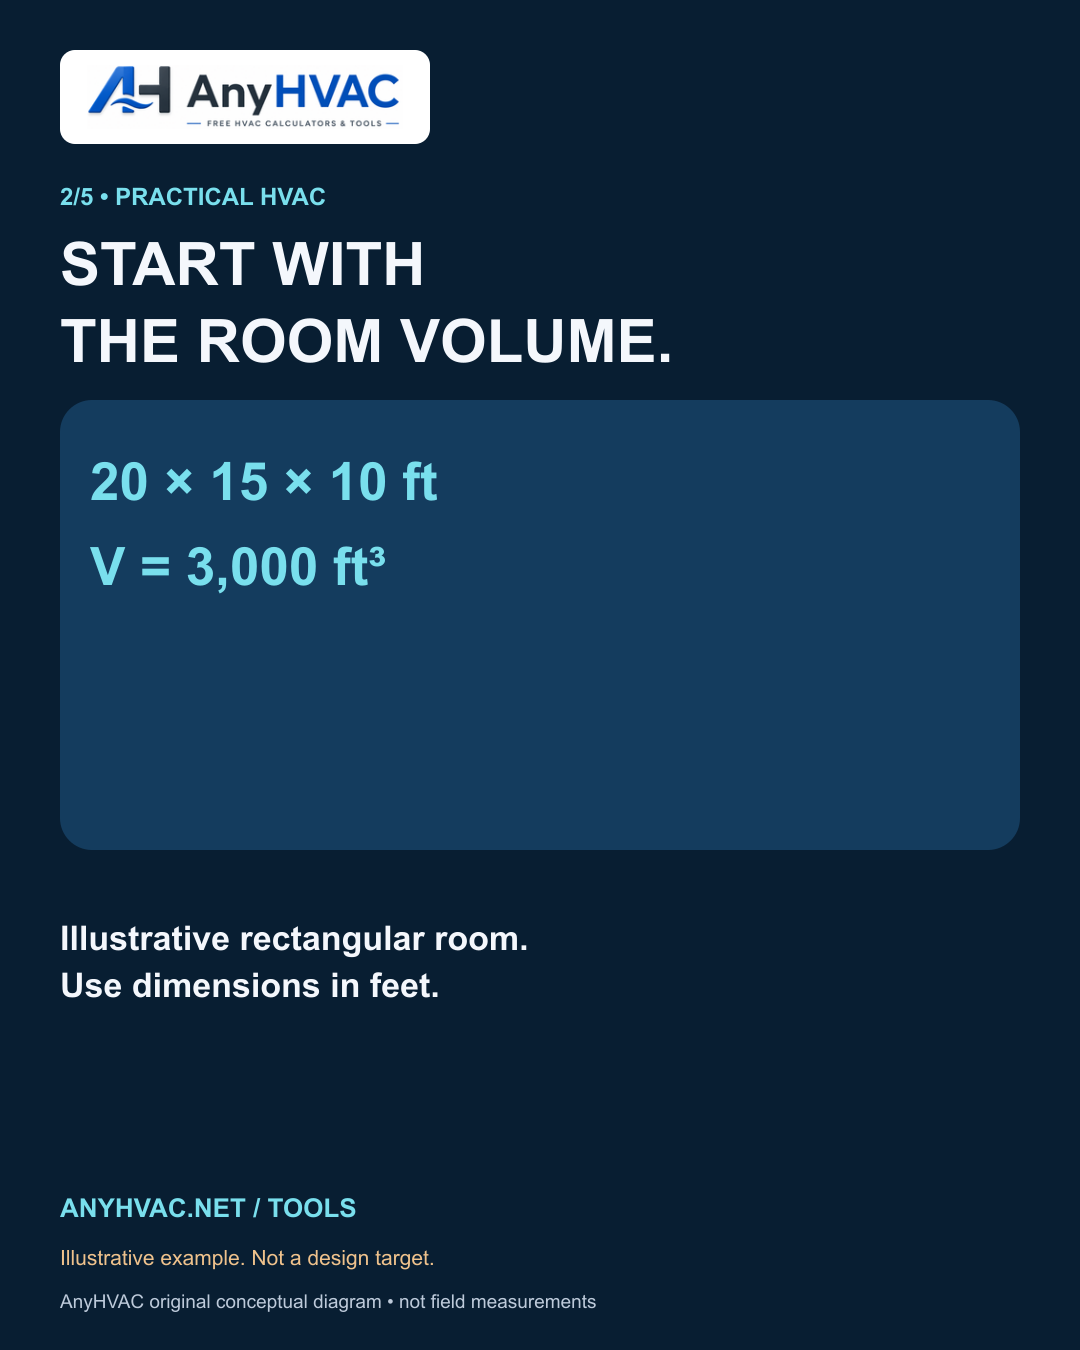 AH AnyHVAC
FREE HVAC CALCULATORS & TOOLS
2/5 • PRACTICAL HVAC
START WITH
THE ROOM VOLUME.
20 × 15 × 10 ft
V = 3,000 ft³
Illustrative rectangular room.
Use dimensions in feet.
ANYHVAC.NET / TOOLS
Illustrative example. Not a design target.
AnyHVAC original conceptual diagram • not field measurements